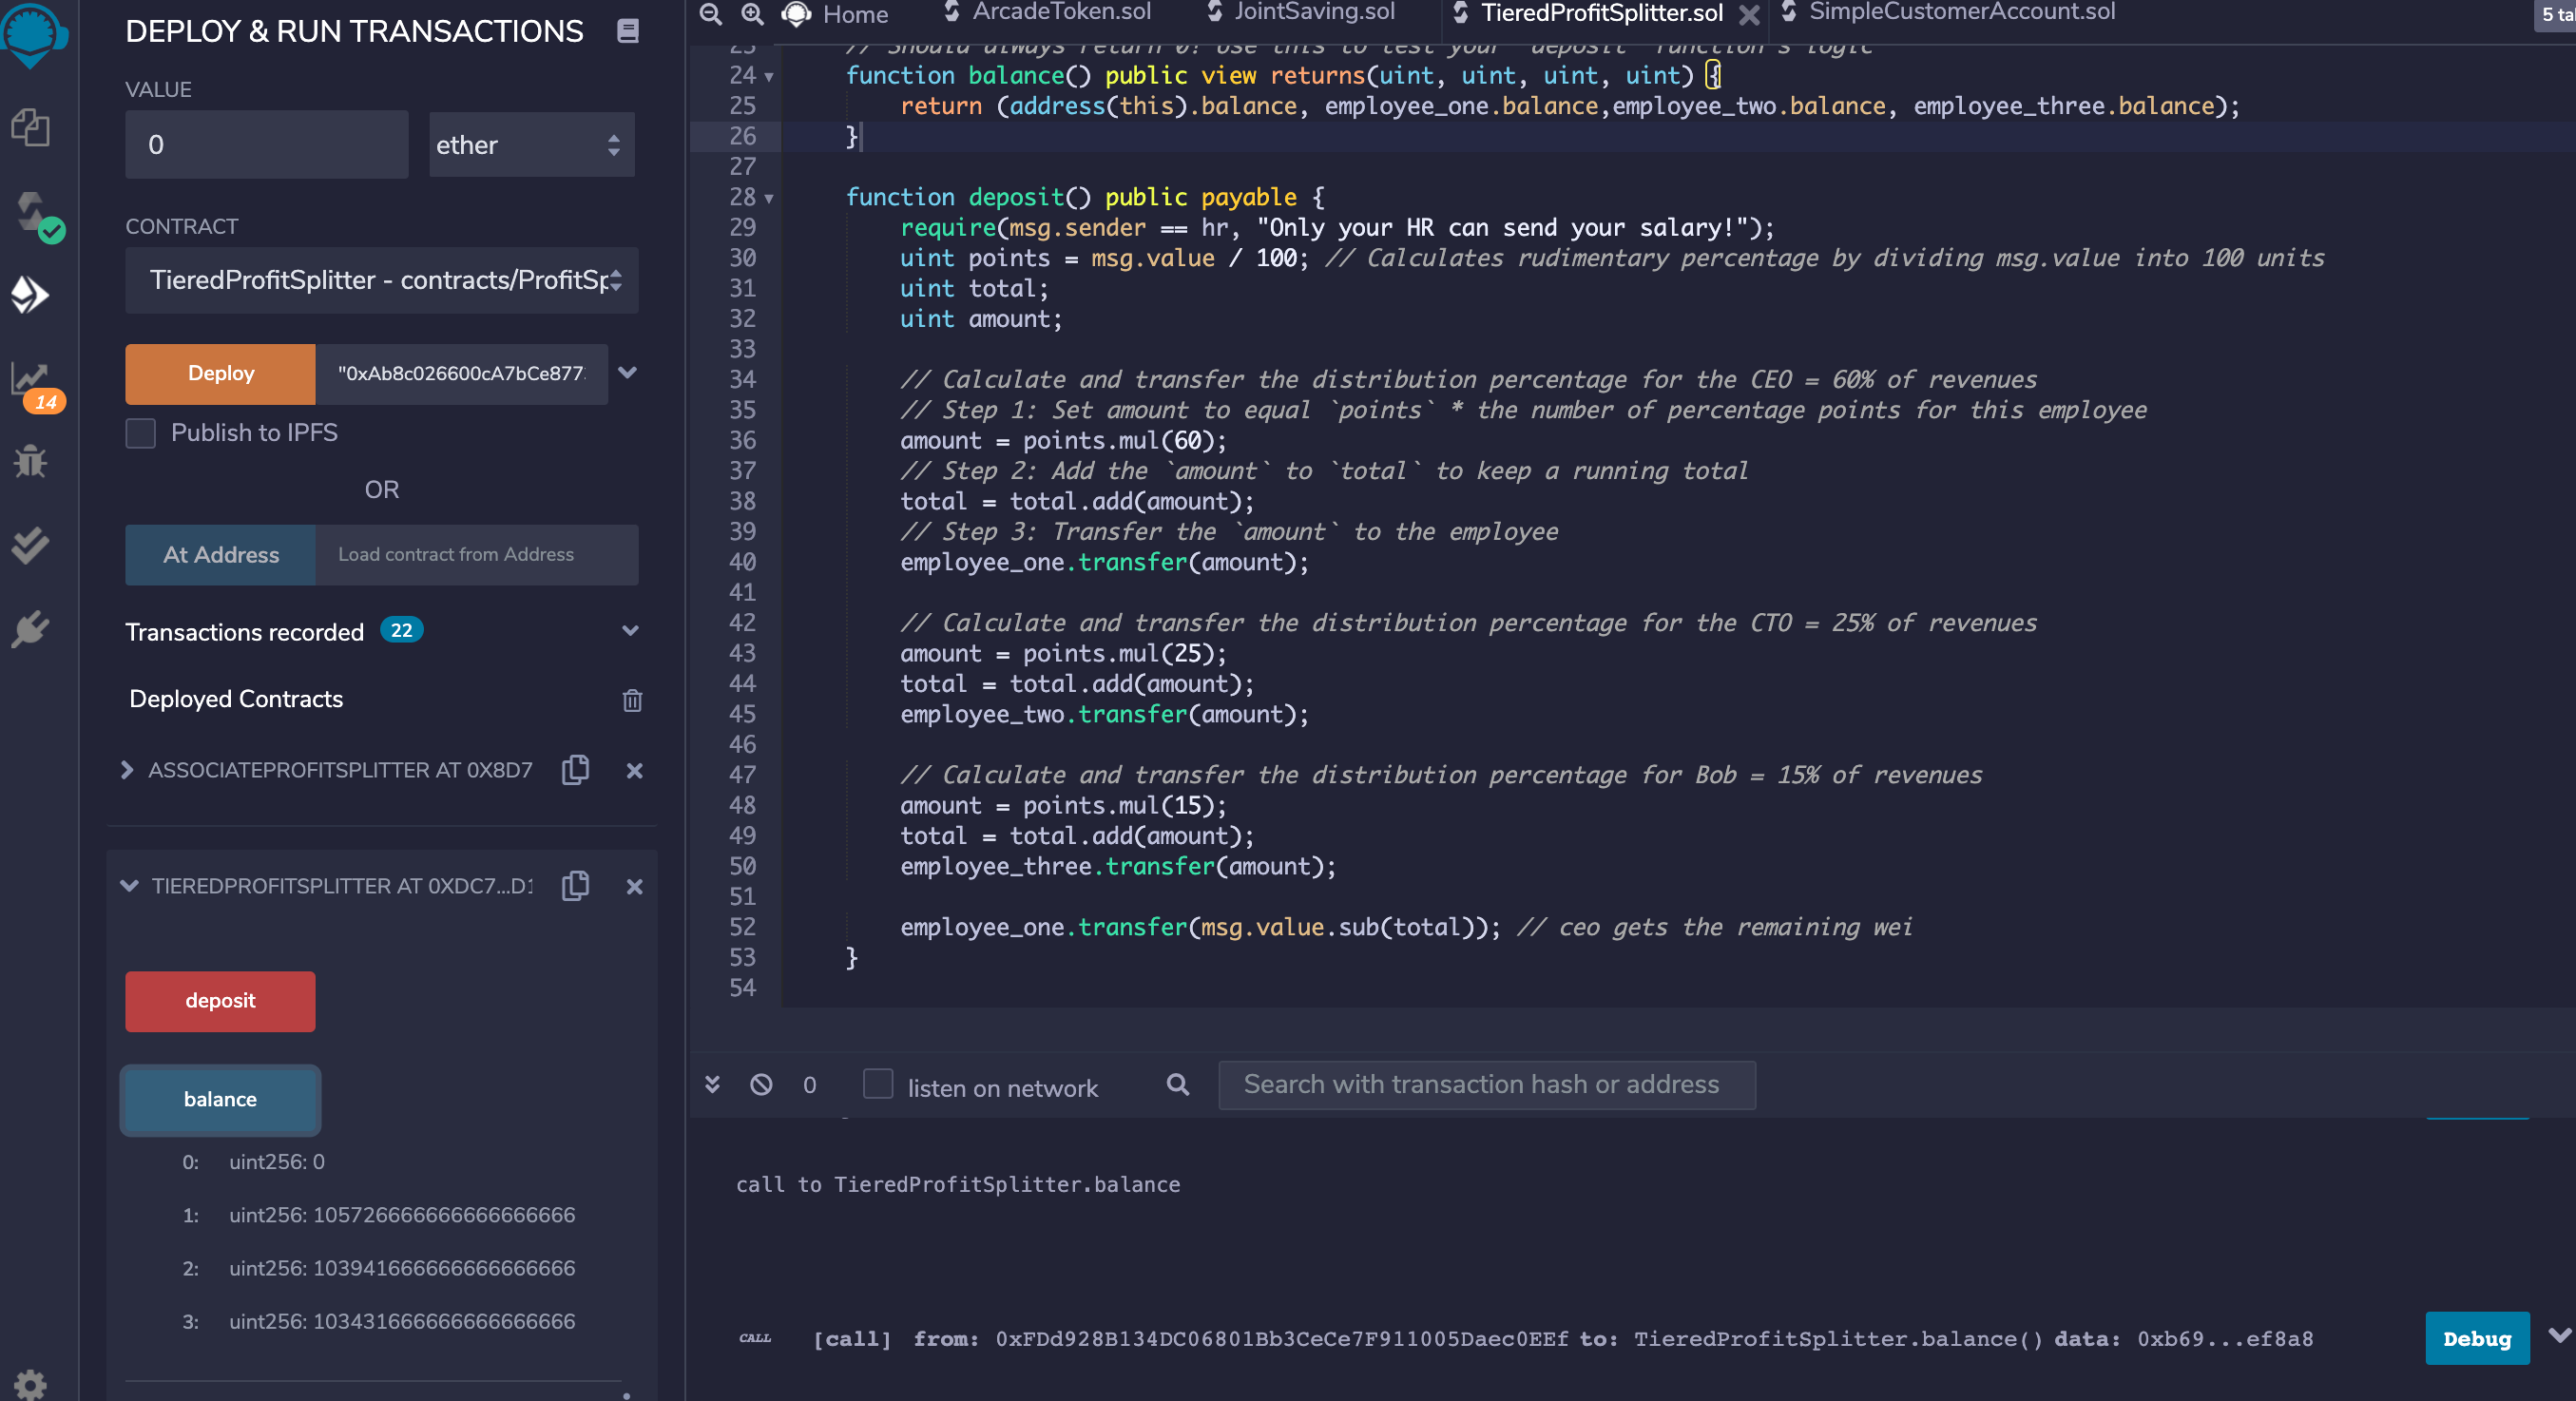 DEPLOY & RUN TRANSACTIONS
VALUE
0
ether
CONTRACT
TieredProfitSplitter - contracts/ProfitSp
Deploy
"0xAb8c026600cA7bCe877
Publish to IPFS
OR
At Address
Load contract from Address
Transactions recorded 22
Deployed Contracts
ASSOCIATEPROFITSPLITTER AT 0X8D7
TIEREDPROFITSPLITTER AT 0XDC7...D1
deposit
balance
0: uint256: 0
1: uint256: 105726666666666666666
2: uint256: 103941666666666666666
3: uint256: 103431666666666666666
14
Home
ArcadeToken.sol
JointSaving.sol
TieredProfitSplitter.sol
SimpleCustomerAccount.sol
5 tal
23 // Should always return 0! Use this to test your `deposit` function's logic
24 function balance() public view returns(uint, uint, uint, uint) {
25 return (address(this).balance, employee_one.balance,employee_two.balance, employee_three.balance);
26 }
27
28 function deposit() public payable {
29 require(msg.sender == hr, "Only your HR can send your salary!");
30 uint points = msg.value / 100; // Calculates rudimentary percentage by dividing msg.value into 100 units
31 uint total;
32 uint amount;
33
34 // Calculate and transfer the distribution percentage for the CEO = 60% of revenues
35 // Step 1: Set amount to equal `points` * the number of percentage points for this employee
36 amount = points.mul(60);
37 // Step 2: Add the `amount` to `total` to keep a running total
38 total = total.add(amount);
39 // Step 3: Transfer the `amount` to the employee
40 employee_one.transfer(amount);
41
42 // Calculate and transfer the distribution percentage for the CTO = 25% of revenues
43 amount = points.mul(25);
44 total = total.add(amount);
45 employee_two.transfer(amount);
46
47 // Calculate and transfer the distribution percentage for Bob = 15% of revenues
48 amount = points.mul(15);
49 total = total.add(amount);
50 employee_three.transfer(amount);
51
52 employee_one.transfer(msg.value.sub(total)); // ceo gets the remaining wei
53 }
54
0
listen on network
Search with transaction hash or address
call to TieredProfitSplitter.balance
CALL [call] from: 0xFDd928B134DC06801Bb3CeCe7F911005Daec0EEf to: TieredProfitSplitter.balance() data: 0xb69...ef8a8
Debug